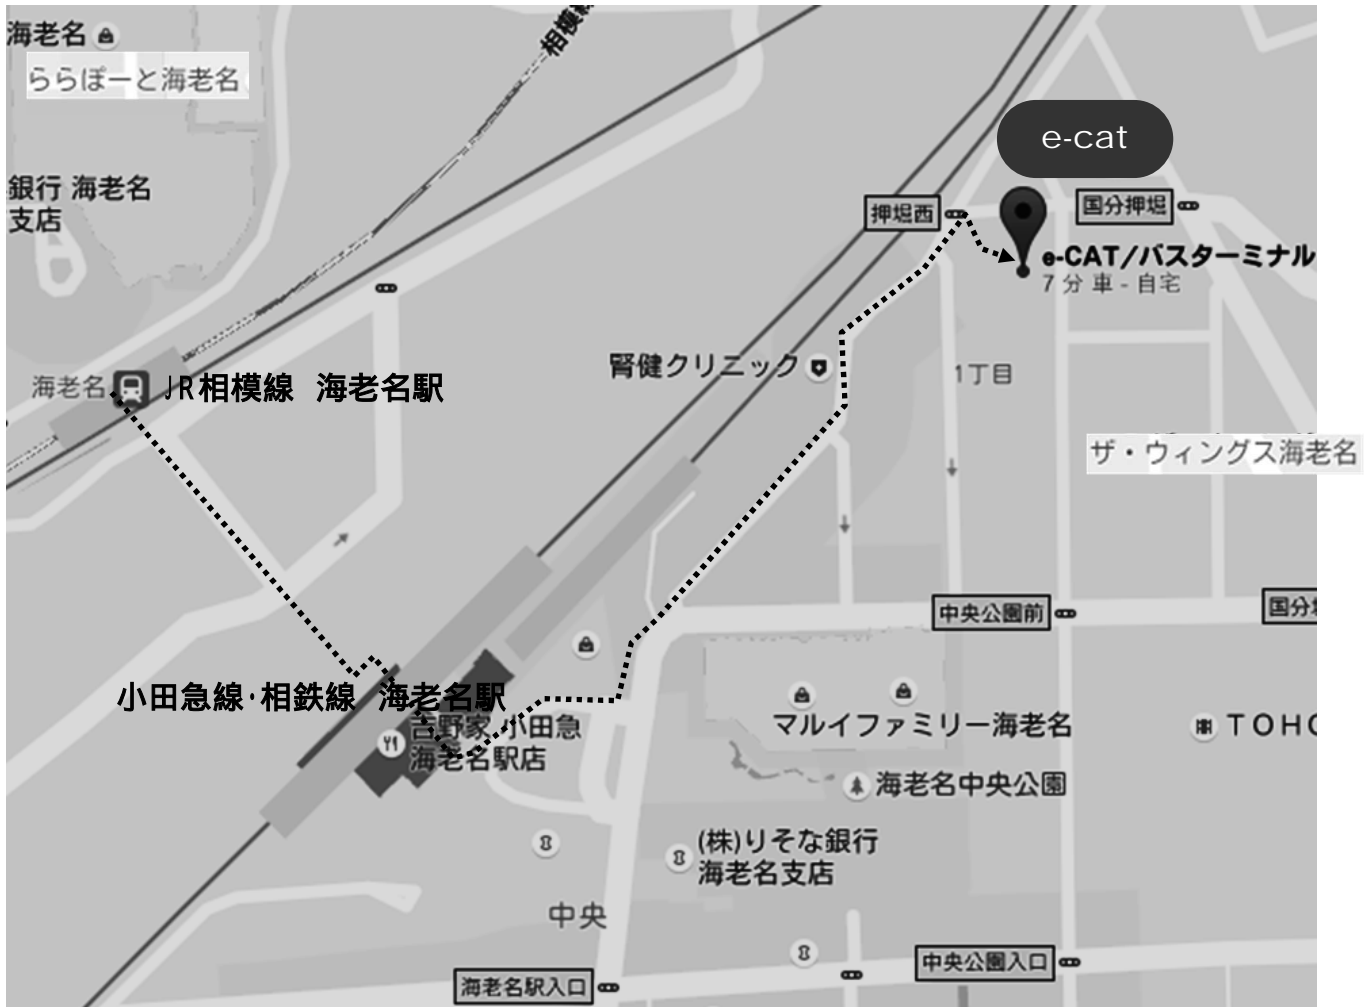 海老名
ららぽーと海老名
相模線
e-cat
銀行 海老名
支店
押堀西
国分押堀
e-CAT/バスターミナル
7 分 車 - 自宅
腎健クリニック
1丁目
海老名
JR相模線 海老名駅
ザ・ウィングス海老名
中央公園前
国分
小田急線·相鉄線 海老名駅
吉野家 小田急
海老名駅店
マルイファミリー海老名
TOHO
海老名中央公園
(株)りそな銀行
海老名支店
中央
中央公園入口
海老名駅入口